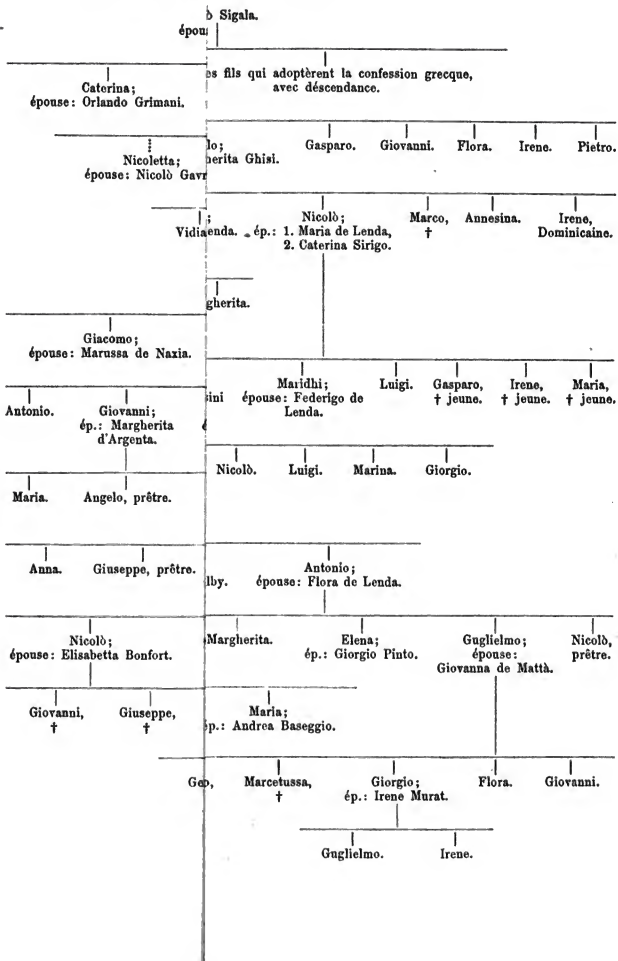 Sigala.
épou
es fils qui adoptèrent la confession grecque,
Caterina; avec déscendance.
épouse: Orlando Grimani.
lo; Gasparo. Giovanni. Flora. Irene. Pietro.
Nicoletta; herita Ghisi.
épouse: Nicolò Gavr
; Nicolò; Marco, Annesina. Irene,
Vidia enda. ép.: 1. Maria de Lenda, † Dominicaine.
2. Caterina Sirigo.
gherita.
Giacomo;
épouse: Marussa de Naxia.
Maridhi; Luigi. Gasparo, Irene, Maria,
Antonio. Giovanni; sini épouse: Federigo de † jeune. † jeune. † jeune.
ép.: Margherita Lenda.
d'Argenta.
Nicolò. Luigi. Marina. Giorgio.
Maria. Angelo, prêtre.
Anna. Giuseppe, prêtre. Antonio;
lby. épouse: Flora de Lenda.
Nicolò; Margherita. Elena; Guglielmo; Nicolò,
épouse: Elisabetta Bonfort. ép.: Giorgio Pinto. épouse: prêtre.
Giovanna de Mattà.
Giovanni, Giuseppe, Maria;
† † ép.: Andrea Baseggio.
Marcetussa, Giorgio; Flora. Giovanni.
† ép.: Irene Murat.
Guglielmo. Irene.